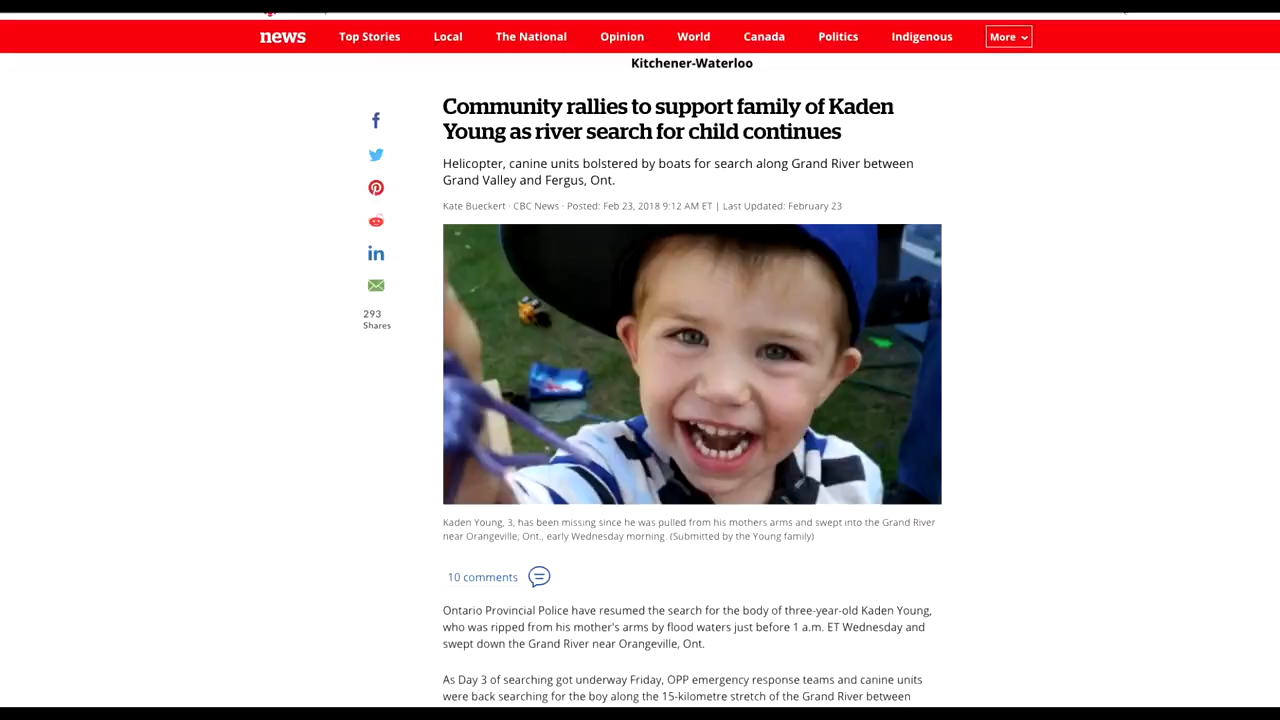 news Top Stories Local The National Opinion World Canada Politics Indigenous More
Kitchener-Waterloo
Community rallies to support family of Kaden
Young as river search for child continues
Helicopter, canine units bolstered by boats for search along Grand River between
Grand Valley and Fergus, Ont.
Kate Bueckert · CBC News · Posted: Feb 23, 2018 9:12 AM ET | Last Updated: February 23
293
Shares
Kaden Young, 3, has been missing since he was pulled from his mothers arms and swept into the Grand River
near Orangeville, Ont., early Wednesday morning. (Submitted by the Young family)
10 comments
Ontario Provincial Police have resumed the search for the body of three-year-old Kaden Young,
who was ripped from his mother's arms by flood waters just before 1 a.m. ET Wednesday and
swept down the Grand River near Orangeville, Ont.
As Day 3 of searching got underway Friday, OPP emergency response teams and canine units
were back searching for the boy along the 15-kilometre stretch of the Grand River between